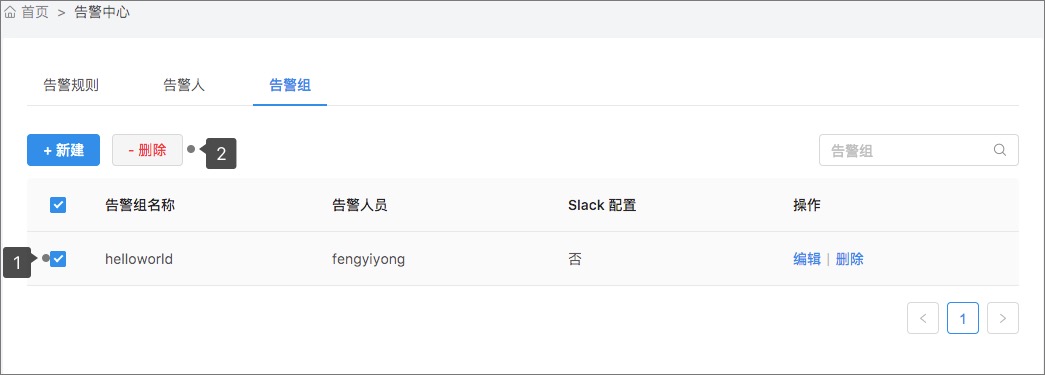 首页 > 告警中心
告警规则 告警人 告警组
+ 新建 - 删除 2 告警组
告警组名称 告警人员 Slack 配置 操作
1 helloworld fengyiyong 否 编辑 | 删除
< 1 >